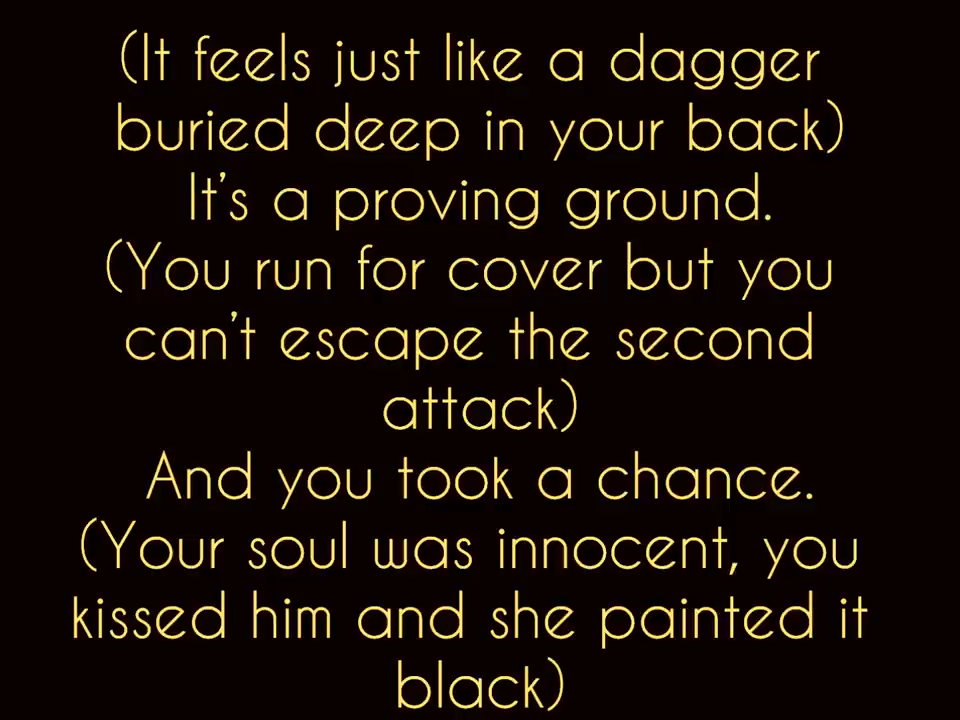 (It feels just like a dagger
buried deep in your back)
It's a proving ground.
(You run for cover but you
can't escape the second
attack)
And you took a chance.
(Your soul was innocent, you
kissed him and she painted it
black)